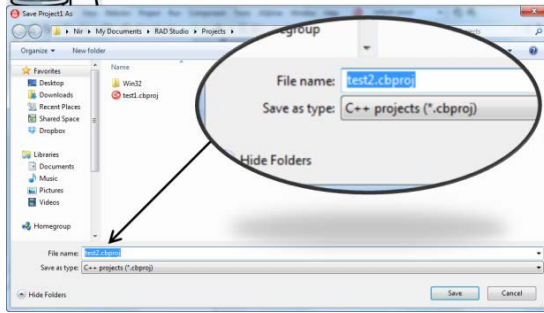 Save Project1 As
Nir ▸ My Documents ▸ RAD Studio ▸ Projects ▸
Organize ▾ New folder
Favorites
Desktop
Downloads
Recent Places
Shared Space
Dropbox
Libraries
Documents
Music
Pictures
Videos
Homegroup
Name
Win32
test1.cbproj
File name: test2.cbproj
Save as type: C++ projects (*.cbproj)
Hide Folders
File name: test2.cbproj
Save as type: C++ projects (*.cbproj)
Hide Folders
Save Cancel